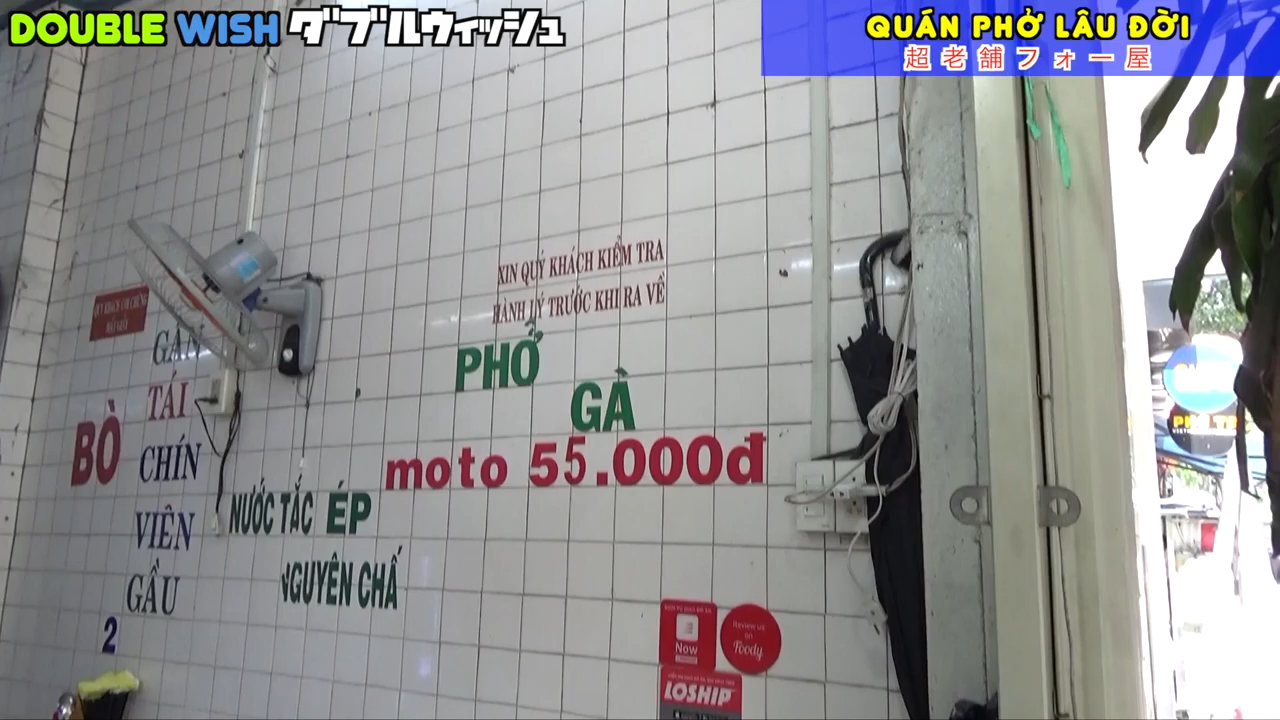 DOUBLE WISH ダブルウィッシュ
QUÁN PHỞ LÂU ĐỜI
超老舗フォー屋
XIN QUÝ KHÁCH KIỂM TRA
HÀNH LÝ TRƯỚC KHI RA VỀ
GÂN
TÁI
BÒ
CHÍN
VIÊN
GẦU
2
PHỞ
GÀ
moto 55.000đ
NƯỚC TẮC ÉP
NGUYÊN CHẤ
Now
Review us
on
Foody
LOSHIP